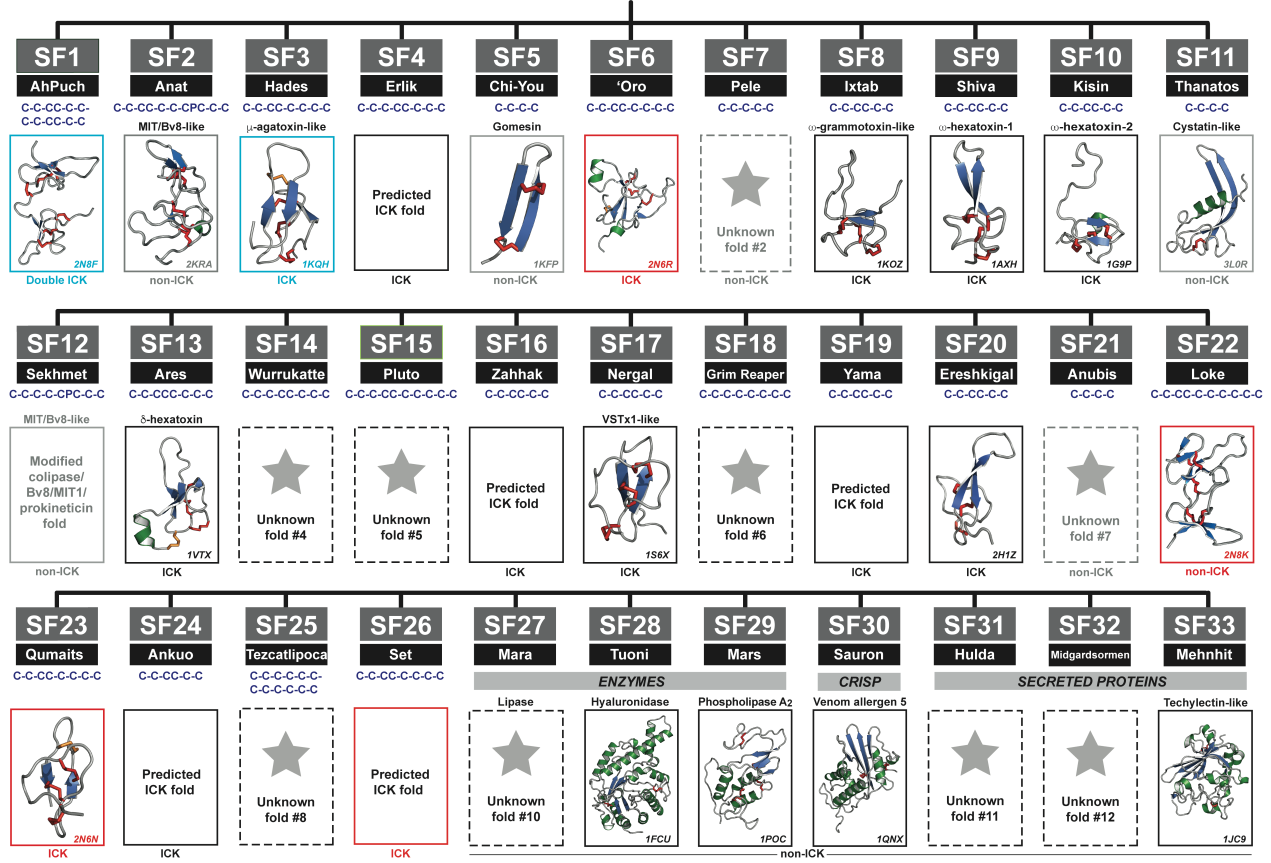 SF1 SF2 SF3 SF4 SF5 SF6 SF7 SF8 SF9 SF10 SF11
AhPuch Anat Hades Erlik Chi-You ‘Oro Pele Ixtab Shiva Kisin Thanatos
C-C-CC-C-C- C-C-CC-C-C-CPC-C-C C-C-CC-C-C-C-C C-C-CC-C-C-C C-C-C-C C-C-CC-C-C-C-C C-C-C-C C-C-CC-C-C C-C-CC-C-C C-C-CC-C-C C-C-C-C
C-C-CC-C-C
MIT/Bv8-like μ-agatoxin-like Gomesin ω-grammotoxin-like ω-hexatoxin-1 ω-hexatoxin-2 Cystatin-like
Predicted
ICK fold
Unknown
fold #2
2N8F 2KRA 1KQH 1KFP 2N6R 1KOZ 1AXH 1G9P 3L0R
Double ICK non-ICK ICK ICK non-ICK ICK non-ICK ICK ICK ICK non-ICK
SF12 SF13 SF14 SF15 SF16 SF17 SF18 SF19 SF20 SF21 SF22
Sekhmet Ares Wurrukatte Pluto Zahhak Nergal Grim Reaper Yama Ereshkigal Anubis Loke
C-C-C-C-CPC-C-C C-C-CCC-C-C-C C-C-CC-C-C-C C-C-CC-C-C-C-C-C C-C-CC-C-C C-C-CC-C-C C-C-C-C-C-C-C C-C-CC-C-C C-C-CC-C-C C-C-C-C C-C-CC-C-C-C-C-C-C
MIT/Bv8-like δ-hexatoxin VSTx1-like
Modified
colipase/
Bv8/MIT1/
prokineticin
fold
Unknown
fold #4
Unknown
fold #5
Predicted
ICK fold
Unknown
fold #6
Predicted
ICK fold
Unknown
fold #7
1VTX 1S6X 2H1Z 2N8K
non-ICK ICK ICK ICK ICK ICK non-ICK non-ICK
SF23 SF24 SF25 SF26 SF27 SF28 SF29 SF30 SF31 SF32 SF33
Qumaits Ankuo Tezcatlipoca Set Mara Tuoni Mars Sauron Hulda Midgardsormen Mehnhit
C-C-CC-C-C-C-C C-C-CC-C-C C-C-C-C-C-C- C-C-CC-C-C-C-C
C-C-C-C-C-C
ENZYMES CRISP SECRETED PROTEINS
Lipase Hyaluronidase Phospholipase A2 Venom allergen 5 Techylectin-like
Predicted
ICK fold
Unknown
fold #8
Predicted
ICK fold
Unknown
fold #10
Unknown
fold #11
Unknown
fold #12
2N6N 1FCU 1POC 1QNX 1JC9
ICK ICK ICK non-ICK